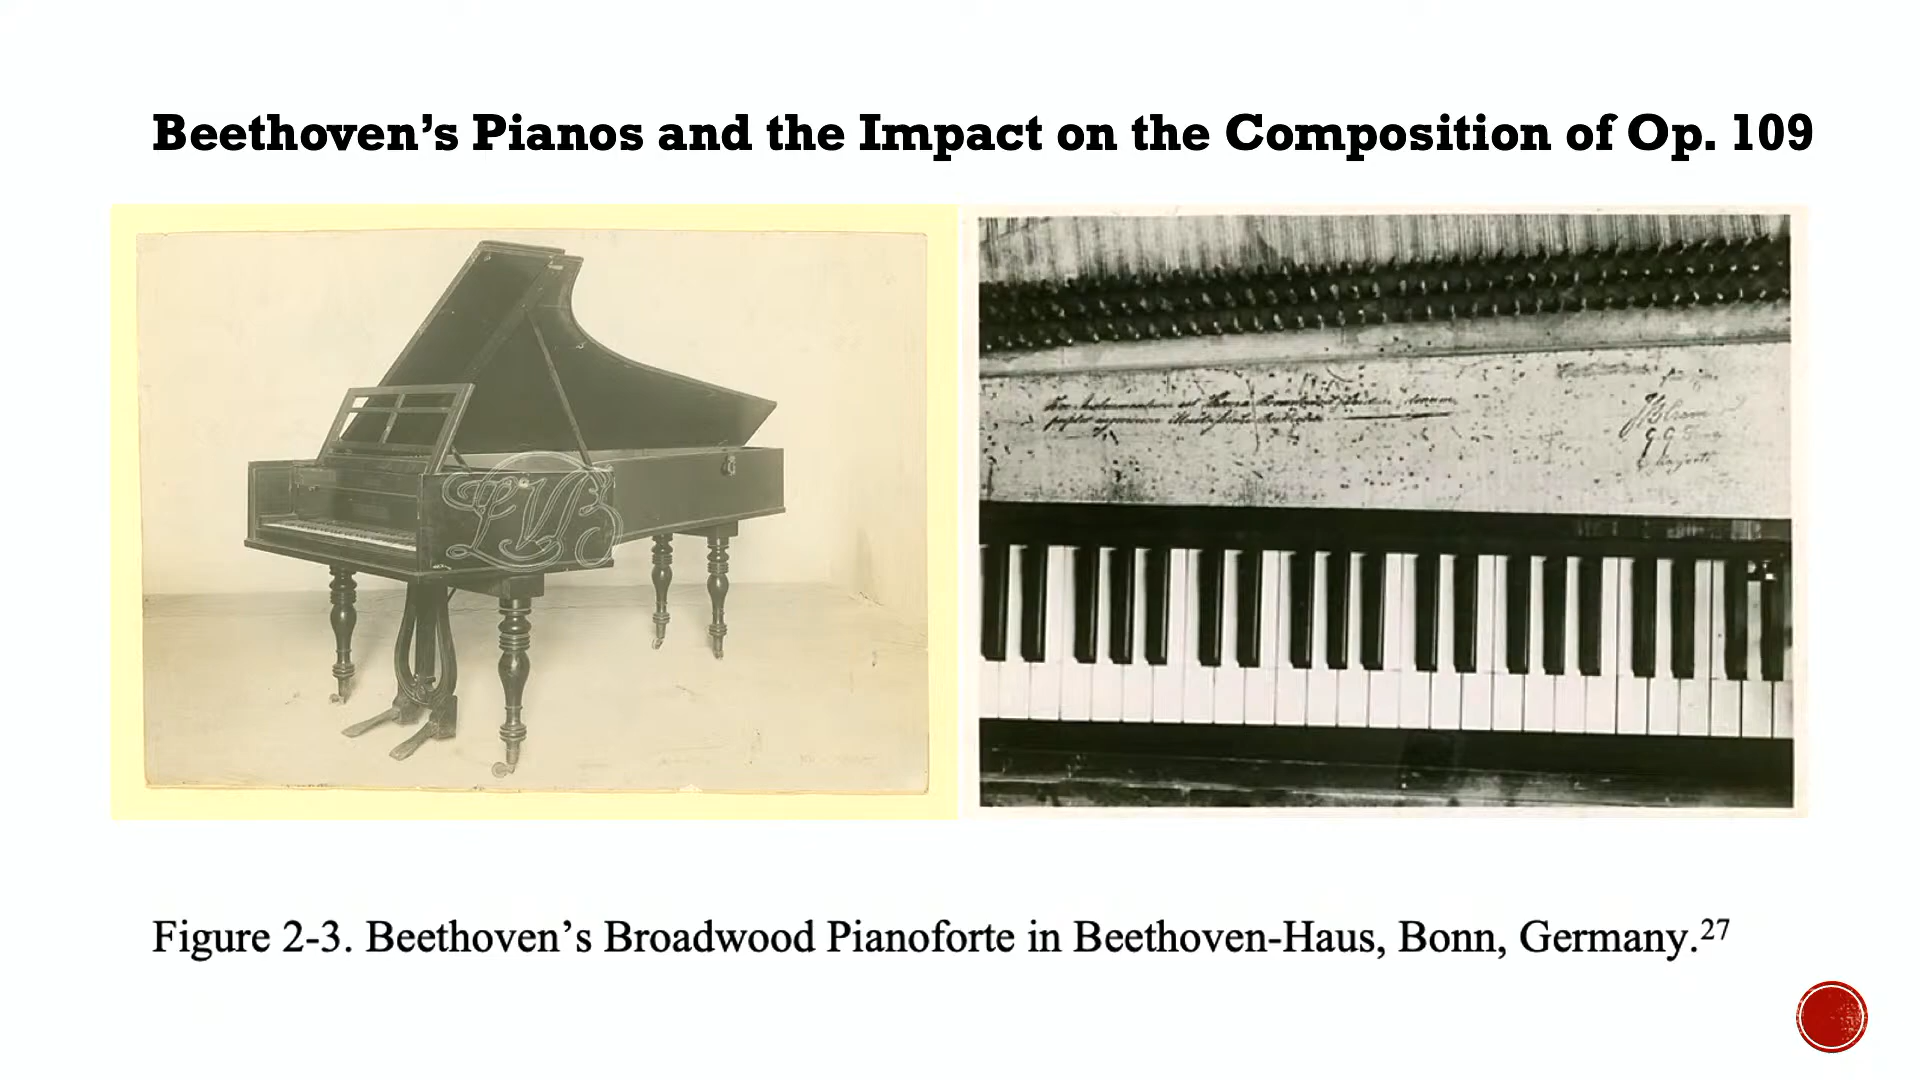 Beethoven’s Pianos and the Impact on the Composition of Op. 109
LVB
Figure 2-3. Beethoven’s Broadwood Pianoforte in Beethoven-Haus, Bonn, Germany.27